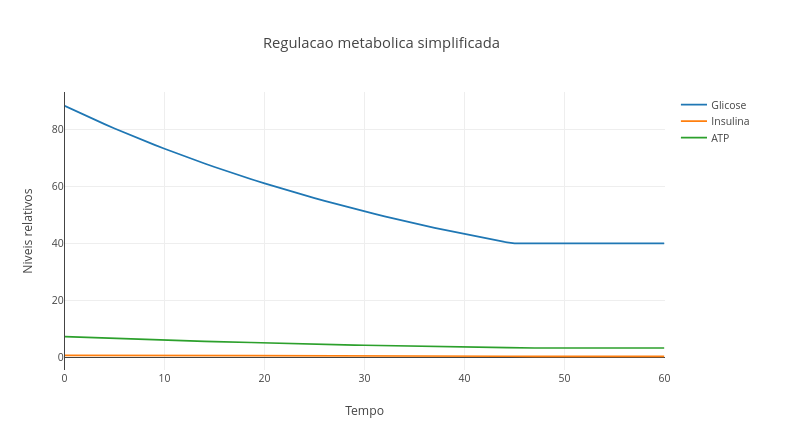 Regulacao metabolica simplificada
Glicose
Insulina
ATP
Niveis relativos
80
60
40
20
0
0 10 20 30 40 50 60
Tempo